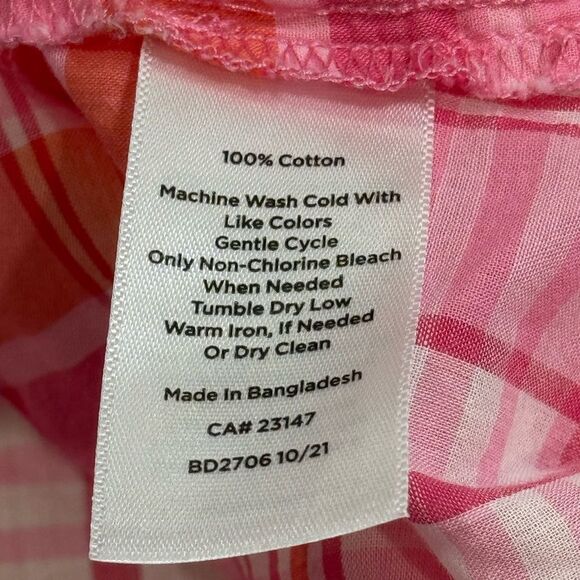 100% Cotton
Machine Wash Cold With
Like Colors
Gentle Cycle
Only Non-Chlorine Bleach
When Needed
Tumble Dry Low
Warm Iron, If Needed
Or Dry Clean
Made In Bangladesh
CA# 23147
BD2706 10/21